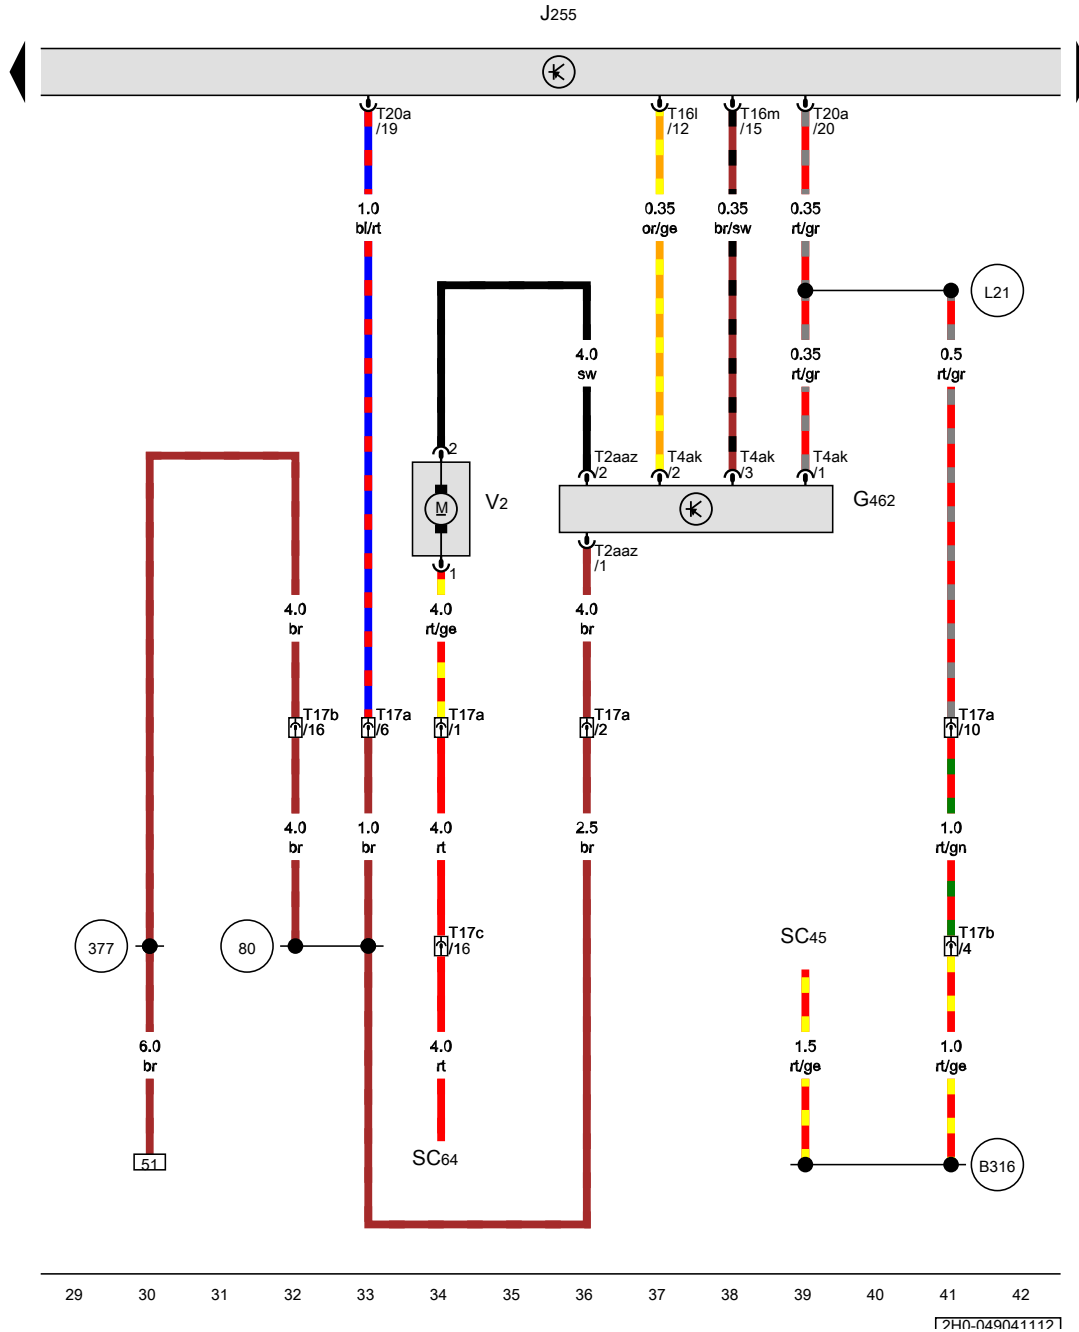 J255
T20a
/19
T16l
/12
T16m
/15
T20a
/20
1.0
bl/rt
0.35
or/ge
0.35
br/sw
0.35
rt/gr
L21
4.0
sw
0.35
rt/gr
0.5
rt/gr
2
T2aaz
/2
T4ak
/2
T4ak
/3
T4ak
/1
M
V2
G462
1
T2aaz
/1
4.0
br
4.0
rt/ge
4.0
br
T17b
/16
T17a
/6
T17a
/1
T17a
/2
T17a
/10
4.0
br
1.0
br
4.0
rt
2.5
br
1.0
rt/gn
377
80
T17c
/16
SC45
T17b
/4
6.0
br
4.0
rt
1.5
rt/ge
1.0
rt/ge
51
SC64
B316
29 30 31 32 33 34 35 36 37 38 39 40 41 42
2H0-049041112